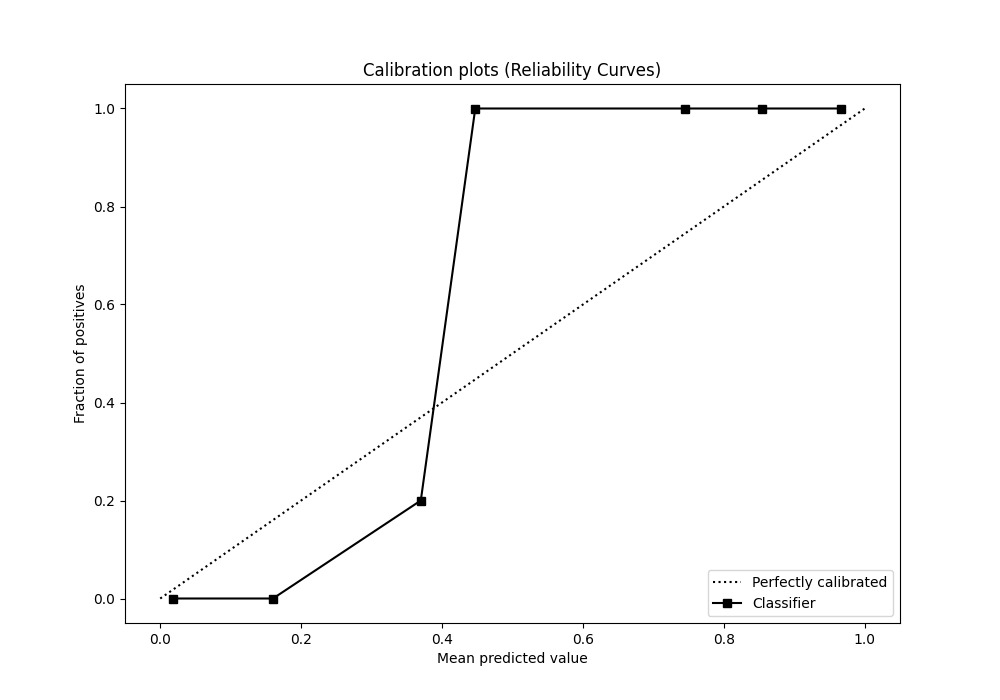 Calibration plots (Reliability Curves)
1.0
0.8
0.6
0.4
0.2
0.0
Fraction of positives
Perfectly calibrated
Classifier
0.0 0.2 0.4 0.6 0.8 1.0
Mean predicted value